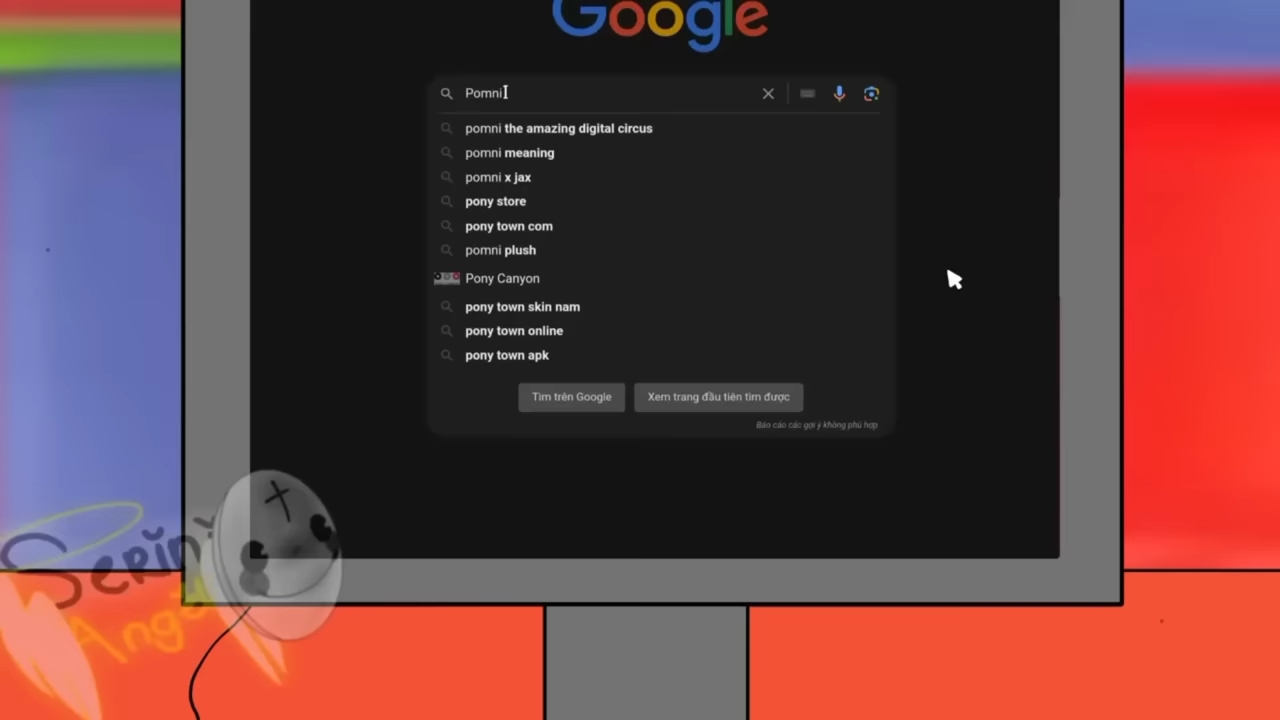 Google
Pomni
pomni the amazing digital circus
pomni meaning
pomni x jax
pony store
pony town com
pomni plush
Pony Canyon
pony town skin nam
pony town online
pony town apk
Tìm trên Google
Xem trang đầu tiên tìm được
Báo cáo các gợi ý không phù hợp
Serini
Angel